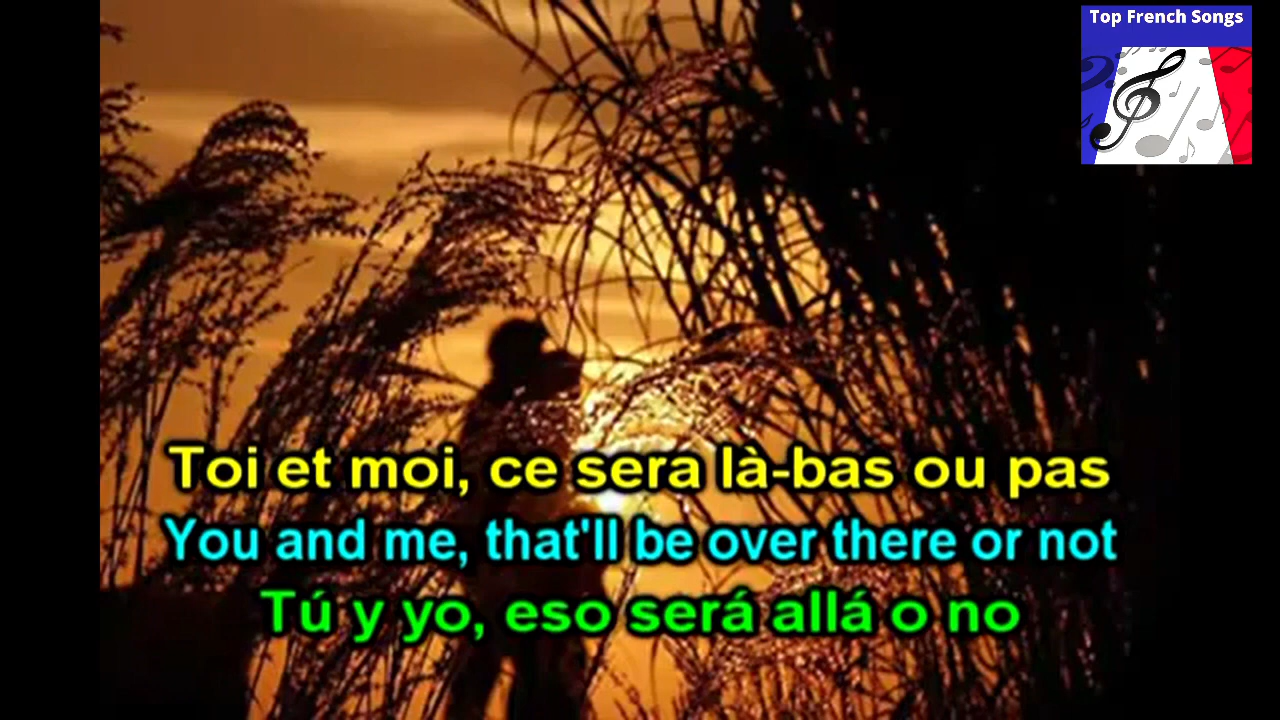 Top French Songs
Toi et moi, ce sera là-bas ou pas
You and me, that'll be over there or not
Tú y yo, eso será allá o no